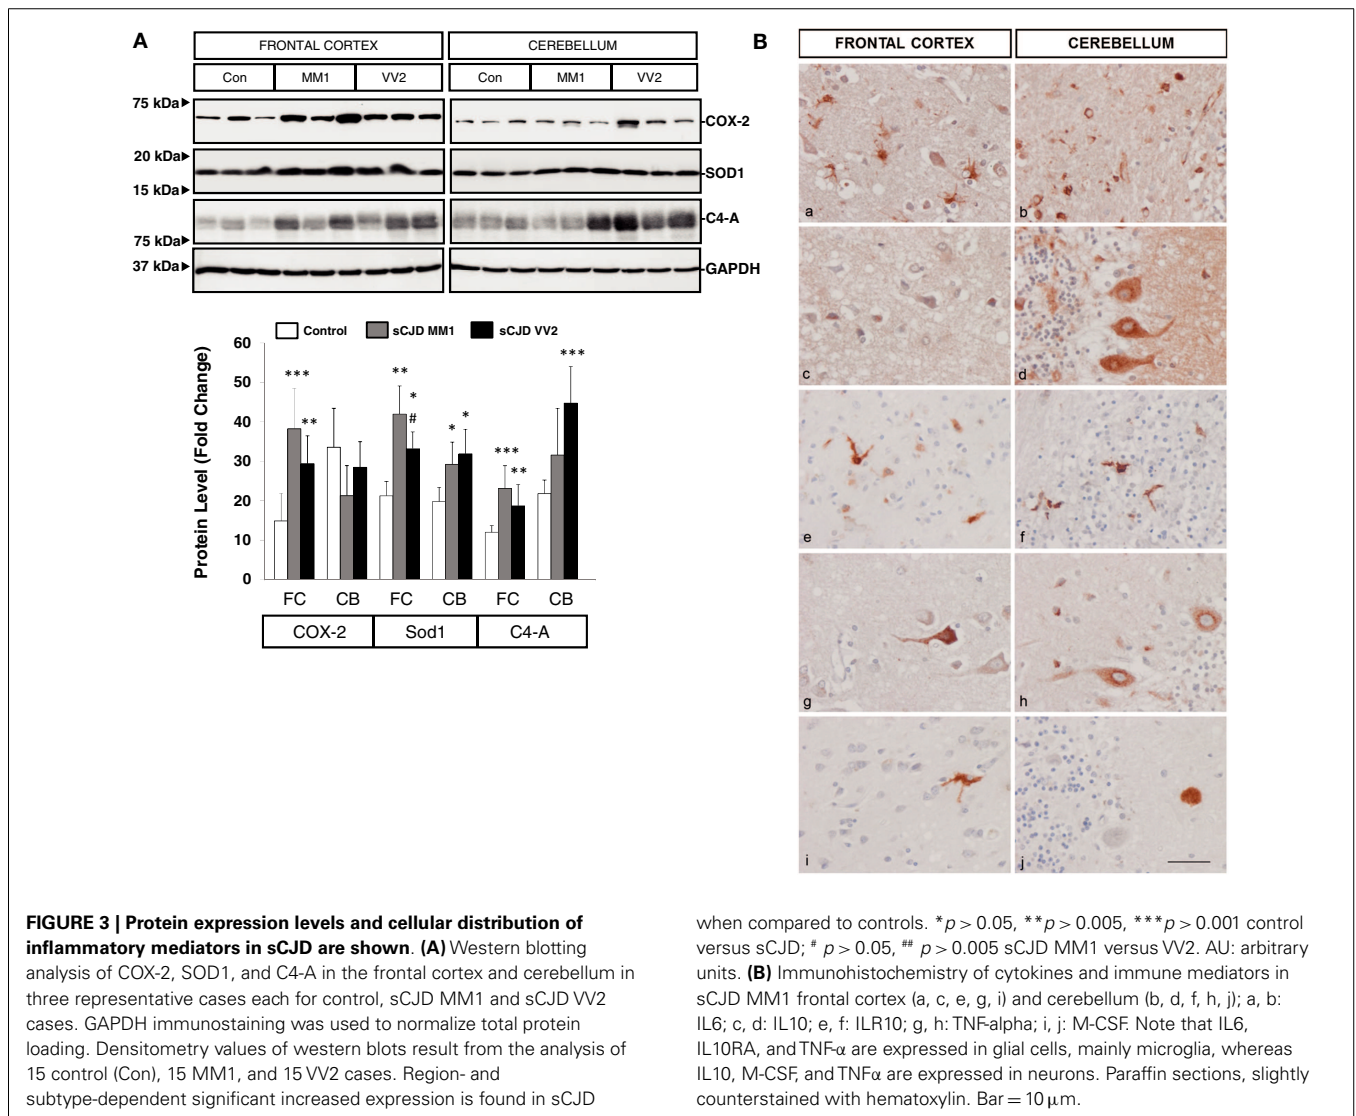 A
FRONTAL CORTEX
CEREBELLUM
Con
MM1
VV2
Con
MM1
VV2
75 kDa
-COX-2
20 kDa
-SOD1
15 kDa
-C4-A
75 kDa
37 kDa
-GAPDH
Control
sCJD MM1
sCJD VV2
Protein Level (Fold Change)
60
50
40
30
20
10
0
***
**
**
*
#
*
*
***
**
***
FC
CB
FC
CB
FC
CB
COX-2
Sod1
C4-A
B
FRONTAL CORTEX
CEREBELLUM
a
b
c
d
e
f
g
h
i
j
FIGURE 3 | Protein expression levels and cellular distribution of
inflammatory mediators in sCJD are shown. (A) Western blotting
analysis of COX-2, SOD1, and C4-A in the frontal cortex and cerebellum in
three representative cases each for control, sCJD MM1 and sCJD VV2
cases. GAPDH immunostaining was used to normalize total protein
loading. Densitometry values of western blots result from the analysis of
15 control (Con), 15 MM1, and 15 VV2 cases. Region- and
subtype-dependent significant increased expression is found in sCJD
when compared to controls. *p > 0.05, **p > 0.005, ***p > 0.001 control
versus sCJD; # p > 0.05, ## p > 0.005 sCJD MM1 versus VV2. AU: arbitrary
units. (B) Immunohistochemistry of cytokines and immune mediators in
sCJD MM1 frontal cortex (a, c, e, g, i) and cerebellum (b, d, f, h, j); a, b:
IL6; c, d: IL10; e, f: ILR10; g, h: TNF-alpha; i, j: M-CSF. Note that IL6,
IL10RA, and TNF-α are expressed in glial cells, mainly microglia, whereas
IL10, M-CSF, and TNFα are expressed in neurons. Paraffin sections, slightly
counterstained with hematoxylin. Bar = 10 μm.